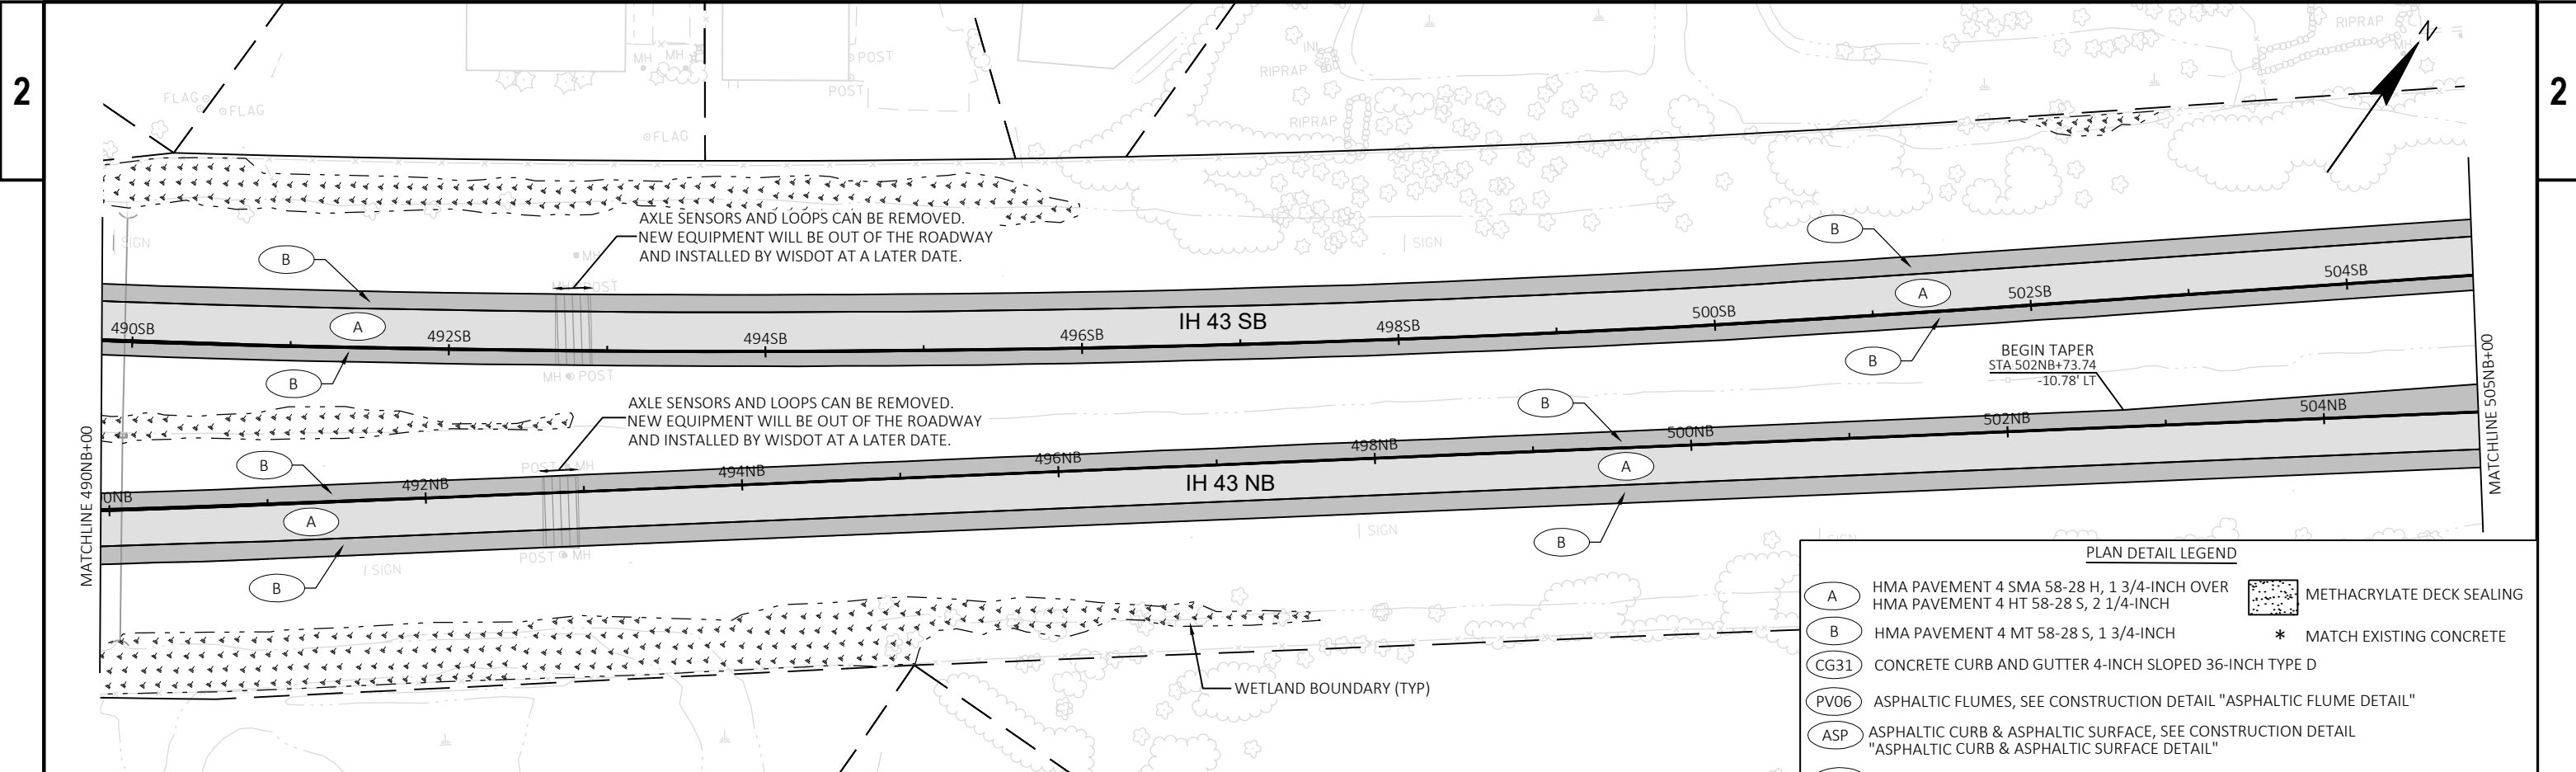 2
2
N
RIPRAP
MH
MH
MH
POST
POST
INL
RIPRAP
RIPRAP
FLAG
FLAG
FLAG
SIGN
AXLE SENSORS AND LOOPS CAN BE REMOVED.
NEW EQUIPMENT WILL BE OUT OF THE ROADWAY
AND INSTALLED BY WISDOT AT A LATER DATE.
SIGN
B
B
MH
MH POST
A
A
490SB
492SB
494SB
496SB
IH 43 SB
498SB
500SB
502SB
504SB
B
B
MH POST
BEGIN TAPER
STA 502NB+73.74
-10.78' LT
AXLE SENSORS AND LOOPS CAN BE REMOVED.
NEW EQUIPMENT WILL BE OUT OF THE ROADWAY
AND INSTALLED BY WISDOT AT A LATER DATE.
B
B
POST MH
A
A
0NB
492NB
494NB
496NB
IH 43 NB
498NB
500NB
502NB
504NB
MATCHLINE 490NB+00
MATCHLINE 505NB+00
B
B
POST MH
SIGN
SIGN
SIGN
WETLAND BOUNDARY (TYP)
PLAN DETAIL LEGEND
A HMA PAVEMENT 4 SMA 58-28 H, 1 3/4-INCH OVER
HMA PAVEMENT 4 HT 58-28 S, 2 1/4-INCH
METHACRYLATE DECK SEALING
B HMA PAVEMENT 4 MT 58-28 S, 1 3/4-INCH
* MATCH EXISTING CONCRETE
CG31 CONCRETE CURB AND GUTTER 4-INCH SLOPED 36-INCH TYPE D
PV06 ASPHALTIC FLUMES, SEE CONSTRUCTION DETAIL "ASPHALTIC FLUME DETAIL"
ASP ASPHALTIC CURB & ASPHALTIC SURFACE, SEE CONSTRUCTION DETAIL
"ASPHALTIC CURB & ASPHALTIC SURFACE DETAIL"